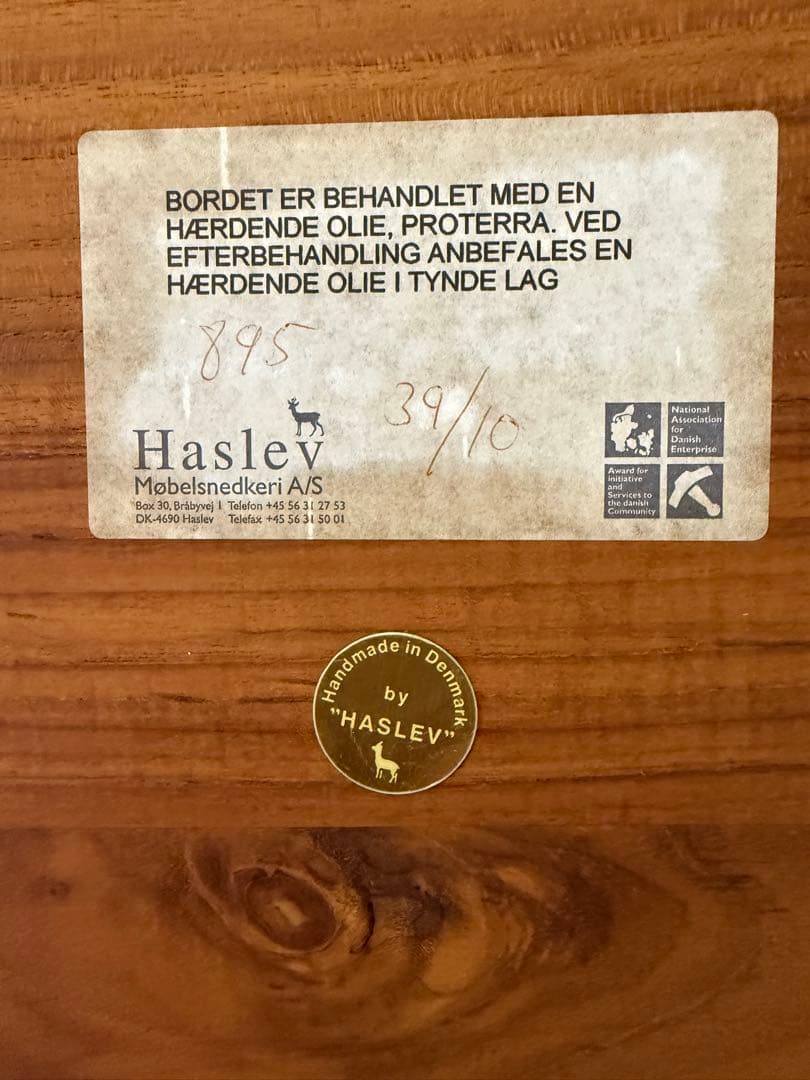 BORDET ER BEHANDLET MED EN
HÆRDENDE OLIE, PROTERRA. VED
EFTERBEHANDLING ANBEFALES EN
HÆRDENDE OLIE I TYNDE LAG
895
39/10
Haslev
Møbelsnedkeri A/S
Box 30, Bråbyvej 1 Telefon +45 56 31 27 53
DK-4690 Haslev Telefax +45 56 31 50 01
National
Association
for
Danish
Enterprise
Award for
initiative
and
Services to
the danish
Community
Handmade in Denmark
by
"HASLEV"